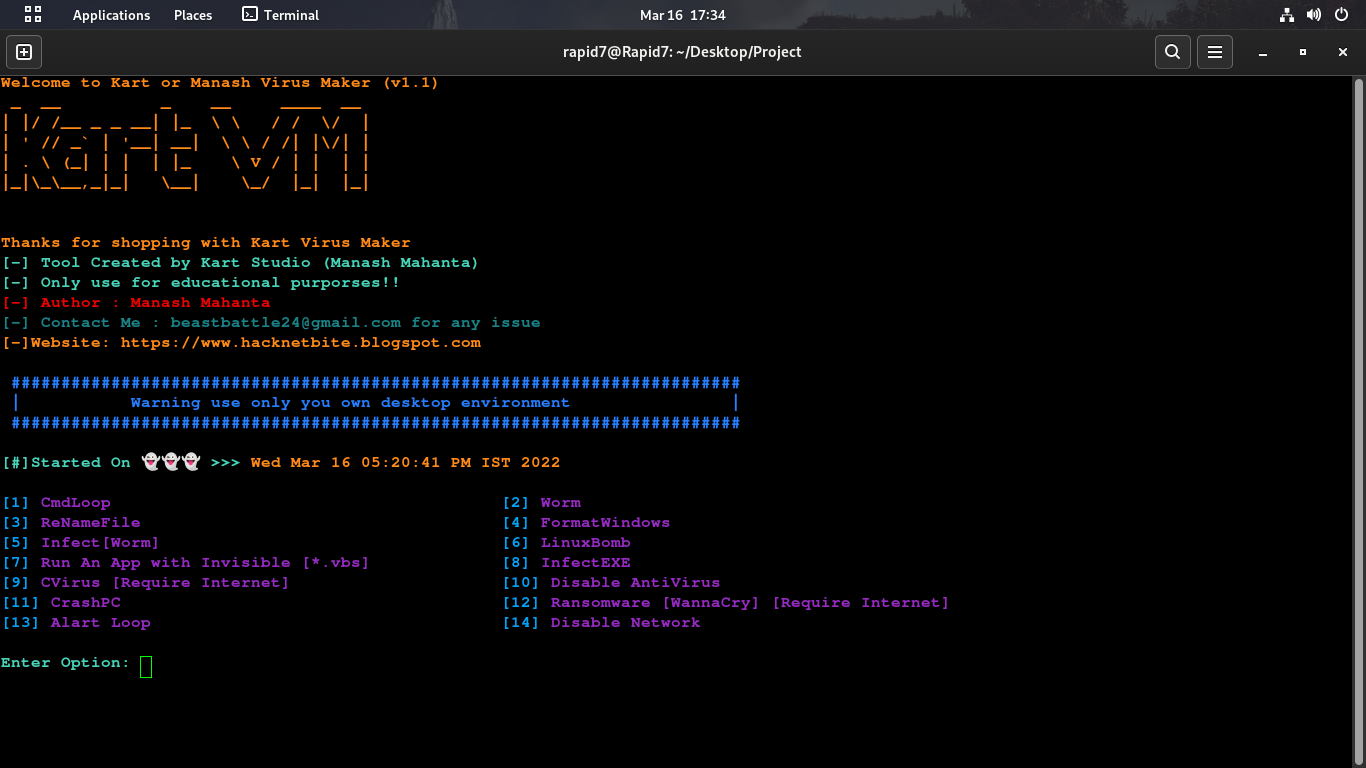 Applications Places Terminal Mar 16 17:34
rapid7@Rapid7: ~/Desktop/Project
Welcome to Kart or Manash Virus Maker (v1.1)
Kart VM
Thanks for shopping with Kart Virus Maker
[-] Tool Created by Kart Studio (Manash Mahanta)
[-] Only use for educational purporses!!
[-] Author : Manash Mahanta
[-] Contact Me : beastbattle24@gmail.com for any issue
[-]Website: https://www.hacknetbite.blogspot.com
#########################################################################
| Warning use only you own desktop environment |
#########################################################################
[#]Started On 👻👻👻 >>> Wed Mar 16 05:20:41 PM IST 2022
[1] CmdLoop [2] Worm
[3] ReNameFile [4] FormatWindows
[5] Infect[Worm] [6] LinuxBomb
[7] Run An App with Invisible [*.vbs] [8] InfectEXE
[9] CVirus [Require Internet] [10] Disable AntiVirus
[11] CrashPC [12] Ransomware [WannaCry] [Require Internet]
[13] Alart Loop [14] Disable Network
Enter Option: